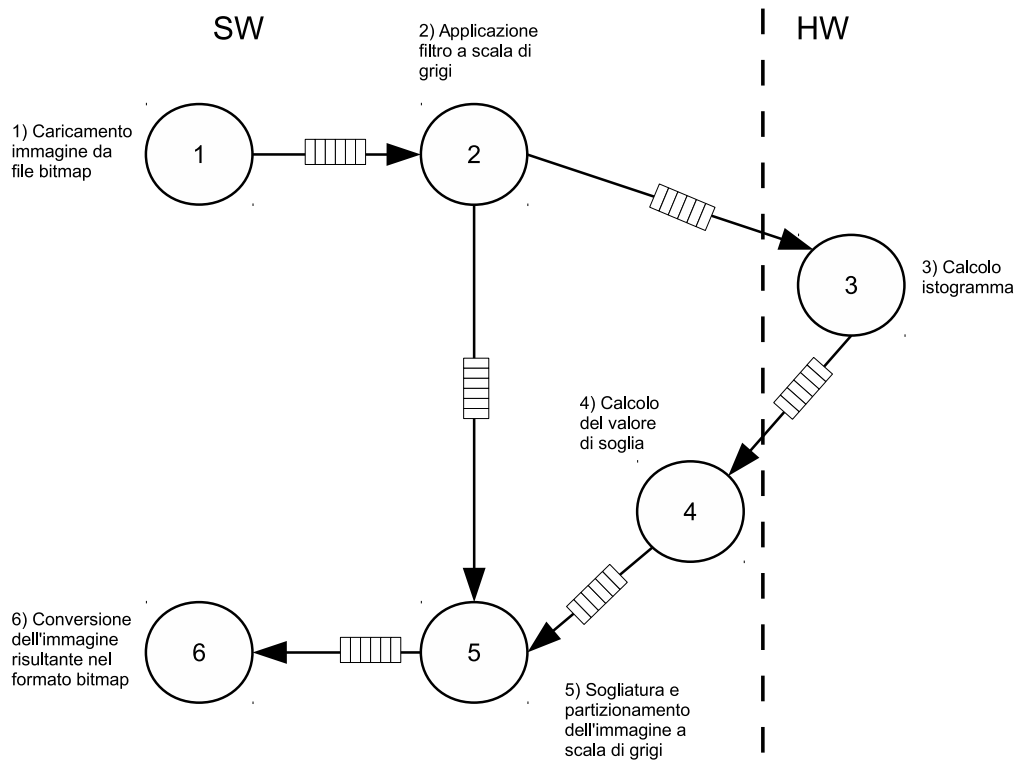 SW
HW
2) Applicazione
filtro a scala di
grigi
1) Caricamento
immagine da
file bitmap
1
2
3
3) Calcolo
istogramma
4) Calcolo
del valore
di soglia
4
6) Conversione
dell'immagine
risultante nel
formato bitmap
6
5
5) Sogliatura e
partizionamento
dell'immagine a
scala di grigi